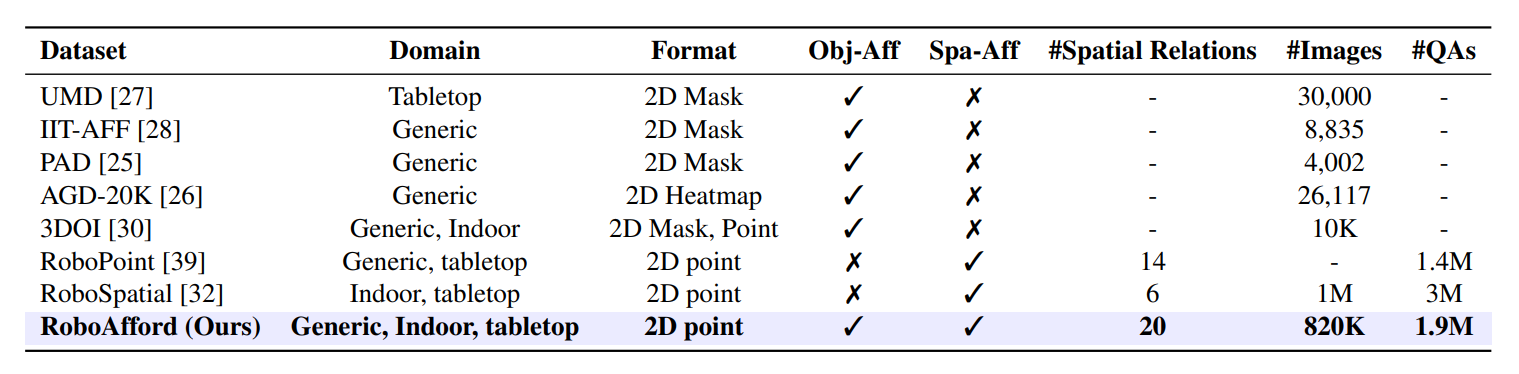 Dataset Domain Format Obj-Aff Spa-Aff #Spatial Relations #Images #QAs
UMD [27] Tabletop 2D Mask ✓ ✗ - 30,000 -
IIT-AFF [28] Generic 2D Mask ✓ ✗ - 8,835 -
PAD [25] Generic 2D Mask ✓ ✗ - 4,002 -
AGD-20K [26] Generic 2D Heatmap ✓ ✗ - 26,117 -
3DOI [30] Generic, Indoor 2D Mask, Point ✓ ✗ - 10K -
RoboPoint [39] Generic, tabletop 2D point ✗ ✓ 14 - 1.4M
RoboSpatial [32] Indoor, tabletop 2D point ✗ ✓ 6 1M 3M
RoboAfford (Ours) Generic, Indoor, tabletop 2D point ✓ ✓ 20 820K 1.9M